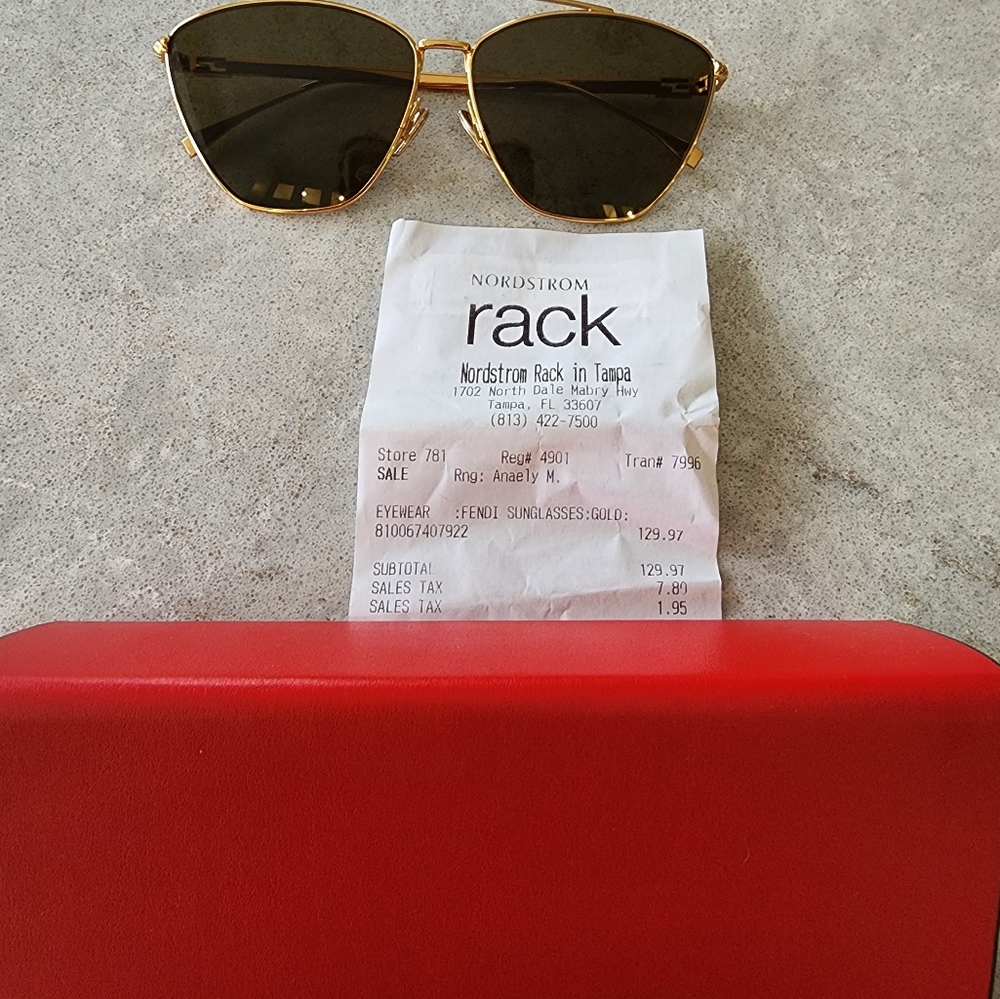 NORDSTROM
rack
Nordstrom Rack in Tampa
1702 North Dale Mabry Hwy
Tampa, FL 33607
(813) 422-7500
Store 781 Reg# 4901 Tran# 7996
SALE Rng: Anaely M.
EYEWEAR :FENDI SUNGLASSES:GOLD:
810067407922 129.97
SUBTOTAL 129.97
SALES TAX 7.80
SALES TAX 1.95